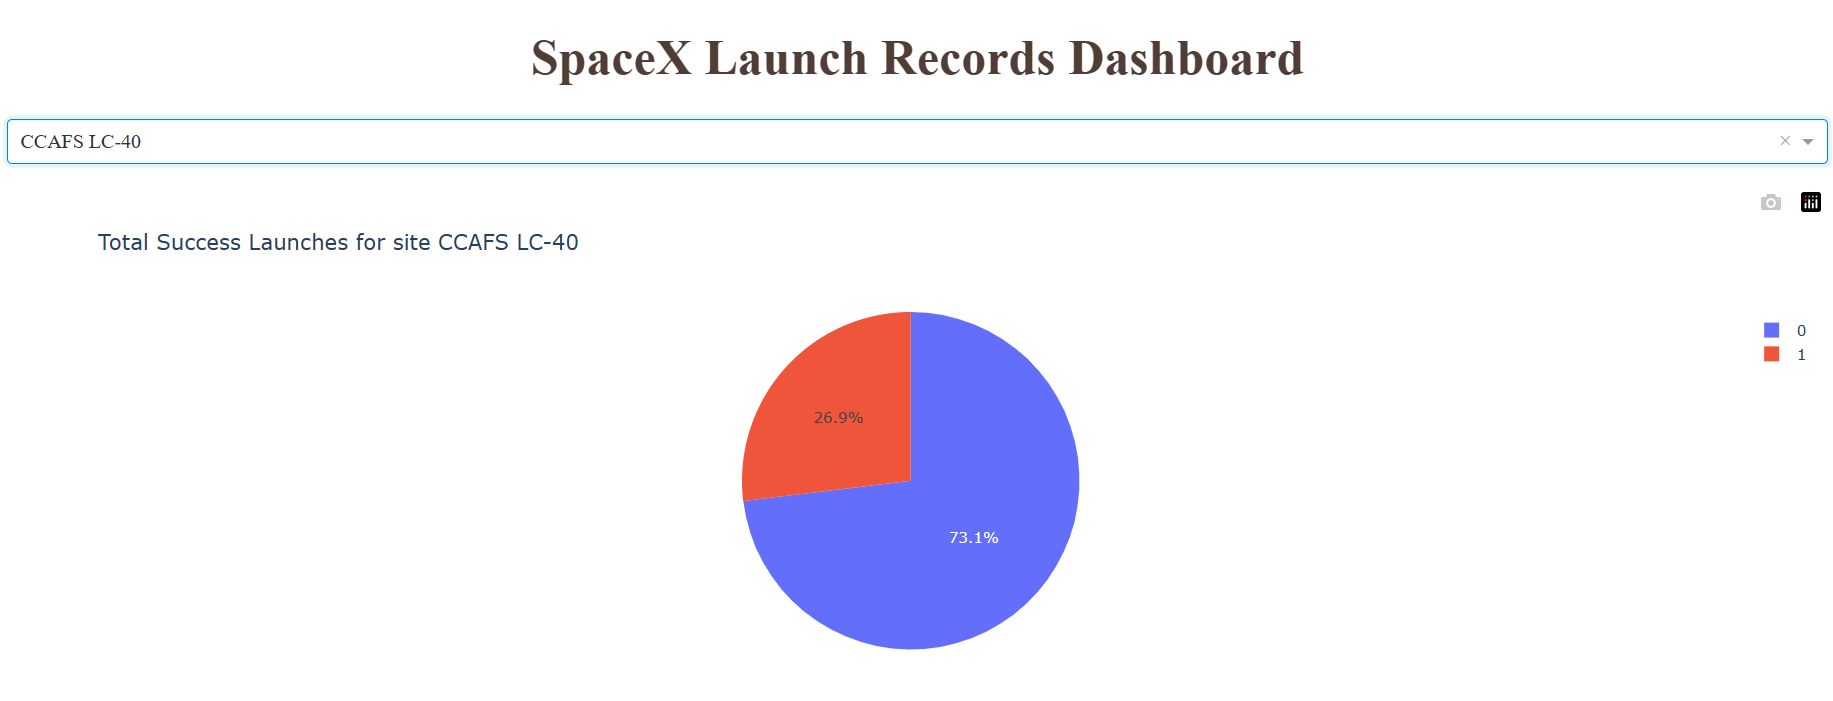 SpaceX Launch Records Dashboard
CCAFS LC-40 ×
Total Success Launches for site CCAFS LC-40
0
1
26.9%
73.1%